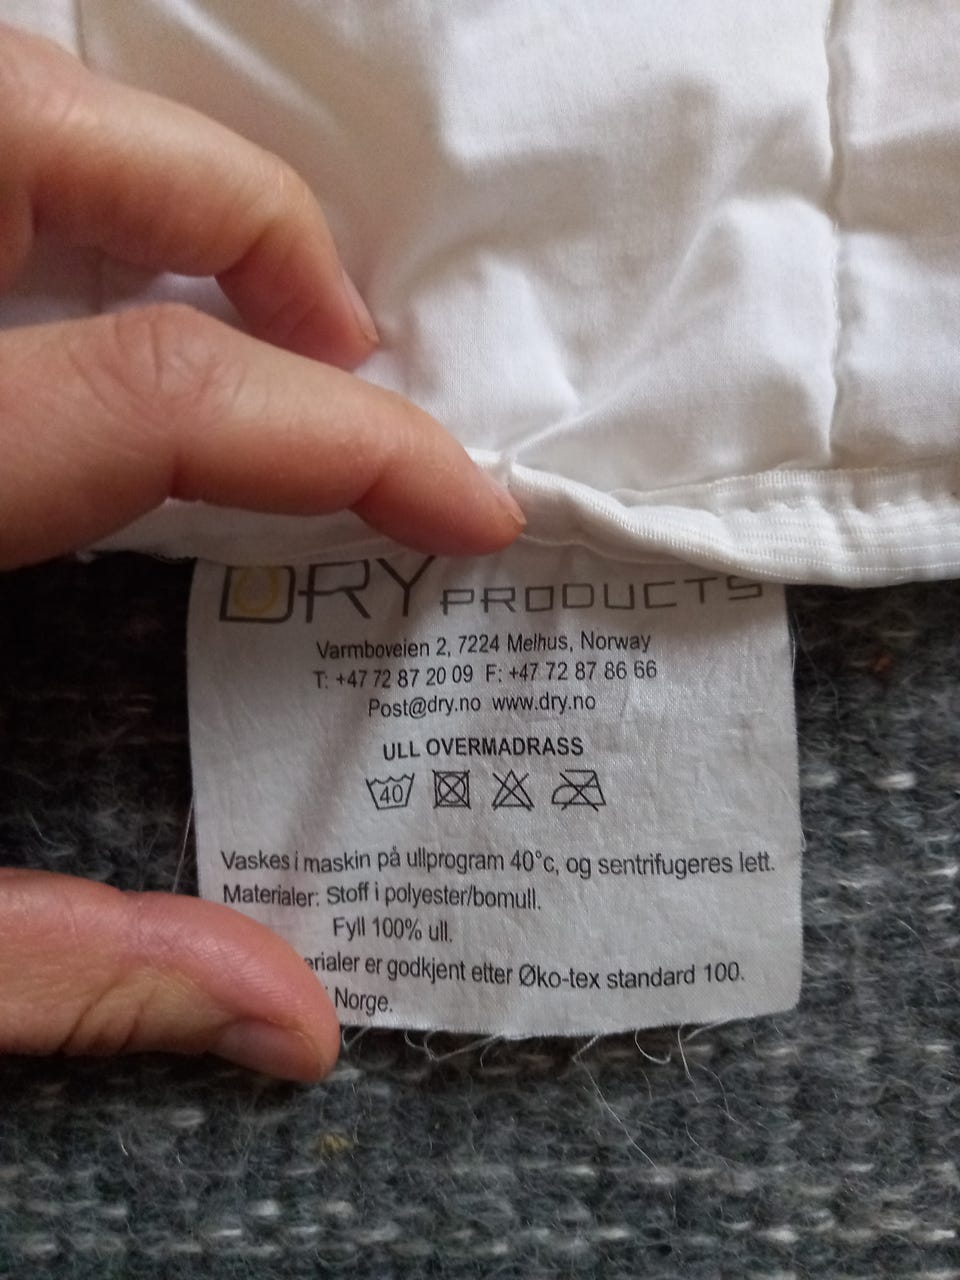 DRY PRODUCTS
Varmboveien 2, 7224 Melhus, Norway
T: +47 72 87 20 09 F: +47 72 87 86 66
Post@dry.no www.dry.no
ULL OVERMADRASS
40
Vaskes i maskin på ullprogram 40°c, og sentrifugeres lett.
Materialer: Stoff i polyester/bomull.
Fyll 100% ull.
er godkjent etter Øko-tex standard 100.
Norge.